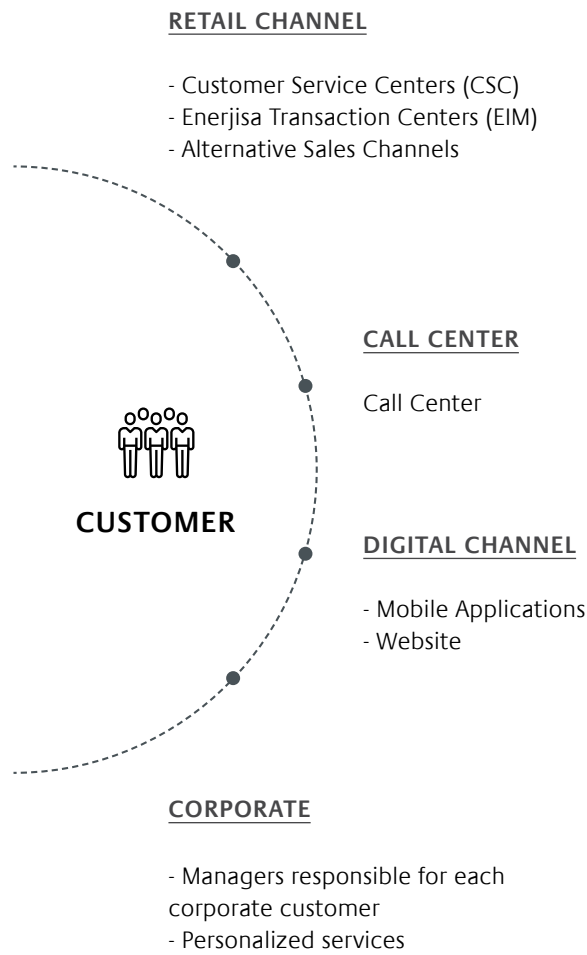 RETAIL CHANNEL
- Customer Service Centers (CSC)
- Enerjisa Transaction Centers (EIM)
- Alternative Sales Channels
CALL CENTER
Call Center
CUSTOMER
DIGITAL CHANNEL
- Mobile Applications
- Website
CORPORATE
- Managers responsible for each
corporate customer
- Personalized services